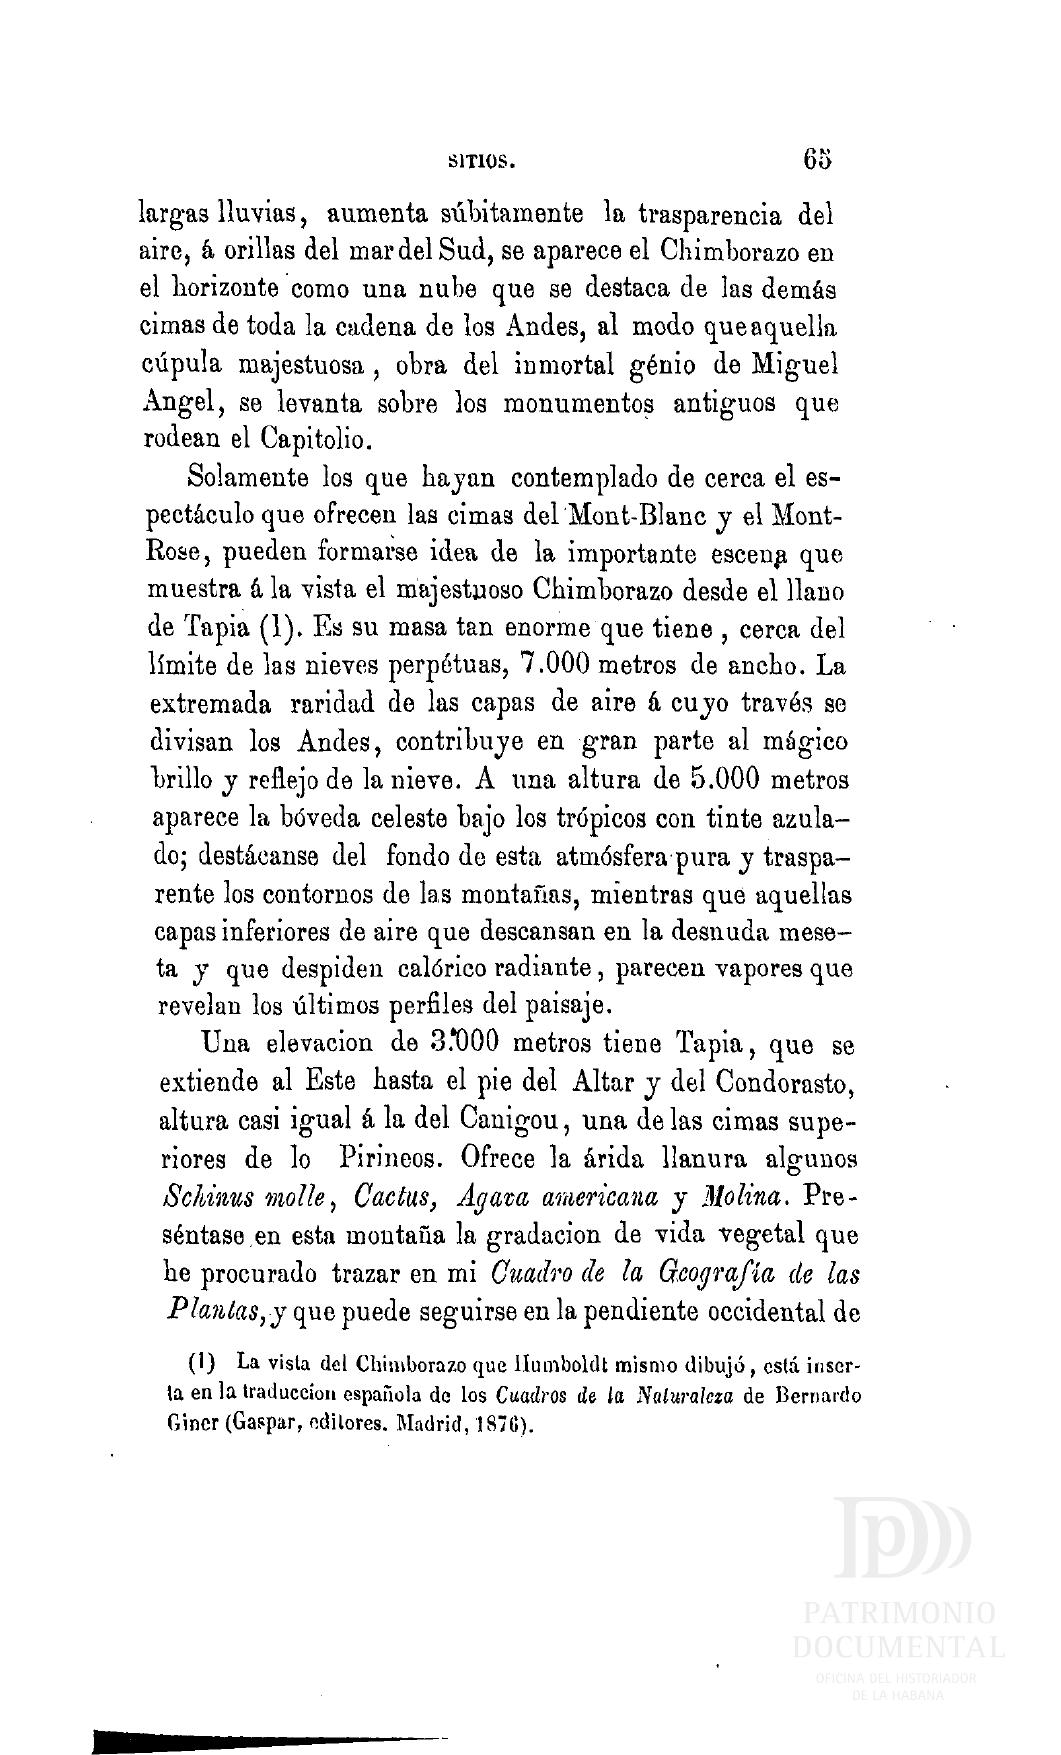 SITIOS. 65
largas lluvias, aumenta súbitamente la trasparencia del
aire, á orillas del mar del Sud, se aparece el Chimborazo en
el horizonte como una nube que se destaca de las demás
cimas de toda la cadena de los Andes, al modo que aquella
cúpula majestuosa, obra del inmortal génio de Miguel
Angel, se levanta sobre los monumentos antiguos que
rodean el Capitolio.
Solamente los que hayan contemplado de cerca el es-
pectáculo que ofrecen las cimas del Mont-Blanc y el Mont-
Rose, pueden formarse idea de la importante escena que
muestra á la vista el majestuoso Chimborazo desde el llano
de Tapia (1). Es su masa tan enorme que tiene, cerca del
límite de las nieves perpétuas, 7.000 metros de ancho. La
extremada raridad de las capas de aire á cuyo través se
divisan los Andes, contribuye en gran parte al mágico
brillo y reflejo de la nieve. A una altura de 5.000 metros
aparece la bóveda celeste bajo los trópicos con tinte azula-
do; destácanse del fondo de esta atmósfera pura y traspa-
rente los contornos de las montañas, mientras que aquellas
capas inferiores de aire que descansan en la desnuda mese-
ta y que despiden calórico radiante, parecen vapores que
revelan los últimos perfiles del paisaje.
Una elevacion de 3.000 metros tiene Tapia, que se
extiende al Este hasta el pie del Altar y del Condorasto,
altura casi igual á la del Canigou, una de las cimas supe-
riores de lo Pirineos. Ofrece la árida llanura algunos
Schinus molle, Cactus, Agava americana y Molina. Pre-
séntase en esta montaña la gradacion de vida vegetal que
he procurado trazar en mi Cuadro de la Geografía de las
Plantas, y que puede seguirse en la pendiente occidental de
(1) La vista del Chimborazo que Humboldt mismo dibujó, está inser-
ta en la traduccion española de los Cuadros de la Naturaleza de Bernardo
Giner (Gaspar, editores. Madrid, 1876).
PATRIMONIO
DOCUMENTAL
OFICINA DEL HISTORIADOR
DE LA HABANA